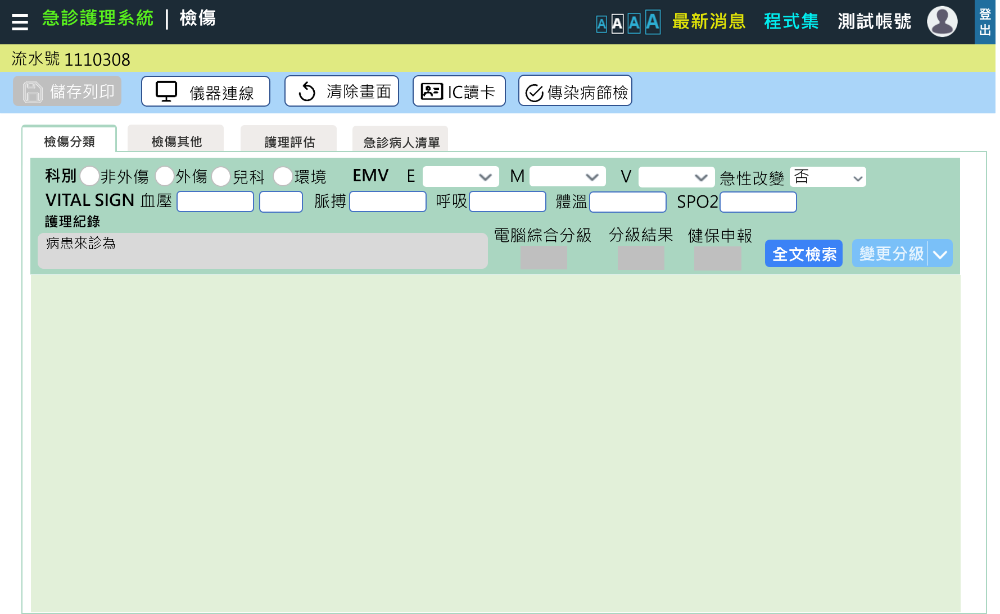 急診護理系統 | 檢傷
A A A A 最新消息 程式集 測試帳號 登出
流水號 1110308
儲存列印 儀器連線 清除畫面 IC讀卡 傳染病篩檢
檢傷分類 檢傷其他 護理評估 急診病人清單
科別 非外傷 外傷 兒科 環境 EMV E M V 急性改變 否
VITAL SIGN 血壓 脈搏 呼吸 體溫 SPO2
護理紀錄
病患來診為
電腦綜合分級 分級結果 健保申報 全文檢索 變更分級